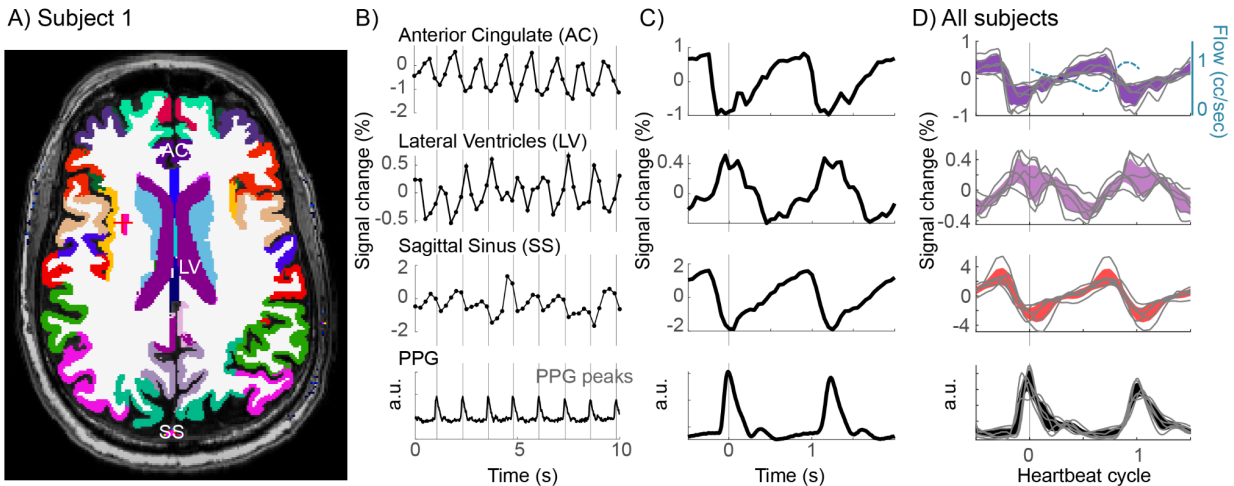 A) Subject 1
AC
LV
SS
B)
Anterior Cingulate (AC)
1
0
-1
-2
Lateral Ventricles (LV)
0.5
0
-0.5
Signal change (%)
Sagittal Sinus (SS)
2
0
2
PPG
PPG peaks
a.u.
0
5
10
Time (s)
C)
1
0
-1
0.4
0
Signal change (%)
2
0
-2
a.u.
0
1
Time (s)
D) All subjects
1
0
-1
Flow (cc/sec)
1
0
0.4
0
-0.4
Signal change (%)
4
0
-4
a.u.
0
1
Heartbeat cycle